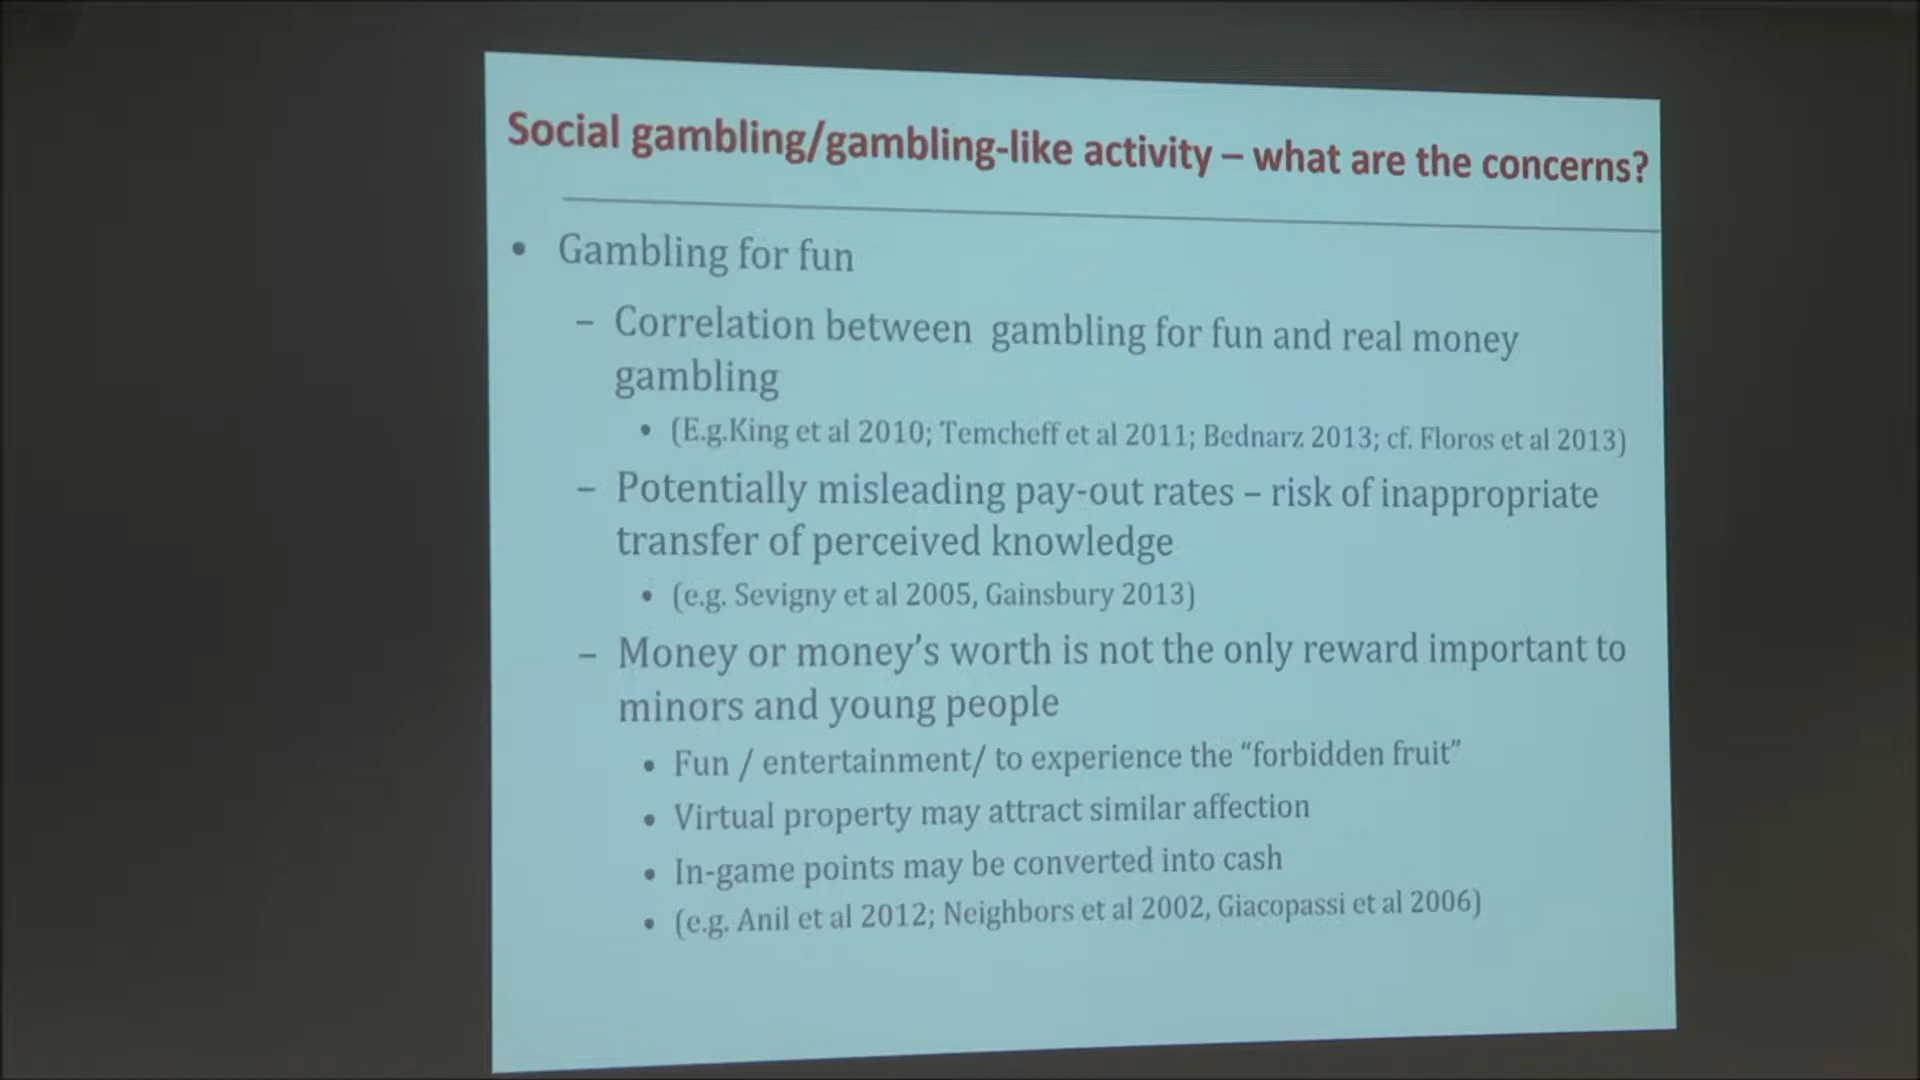 Social gambling/gambling-like activity – what are the concerns?
• Gambling for fun
– Correlation between gambling for fun and real money
gambling
• (E.g.King et al 2010; Temcheff et al 2011; Bednarz 2013; cf. Floros et al 2013)
– Potentially misleading pay-out rates – risk of inappropriate
transfer of perceived knowledge
• (e.g. Sevigny et al 2005, Gainsbury 2013)
– Money or money’s worth is not the only reward important to
minors and young people
• Fun / entertainment/ to experience the “forbidden fruit”
• Virtual property may attract similar affection
• In-game points may be converted into cash
• (e.g. Anil et al 2012; Neighbors et al 2002, Giacopassi et al 2006)